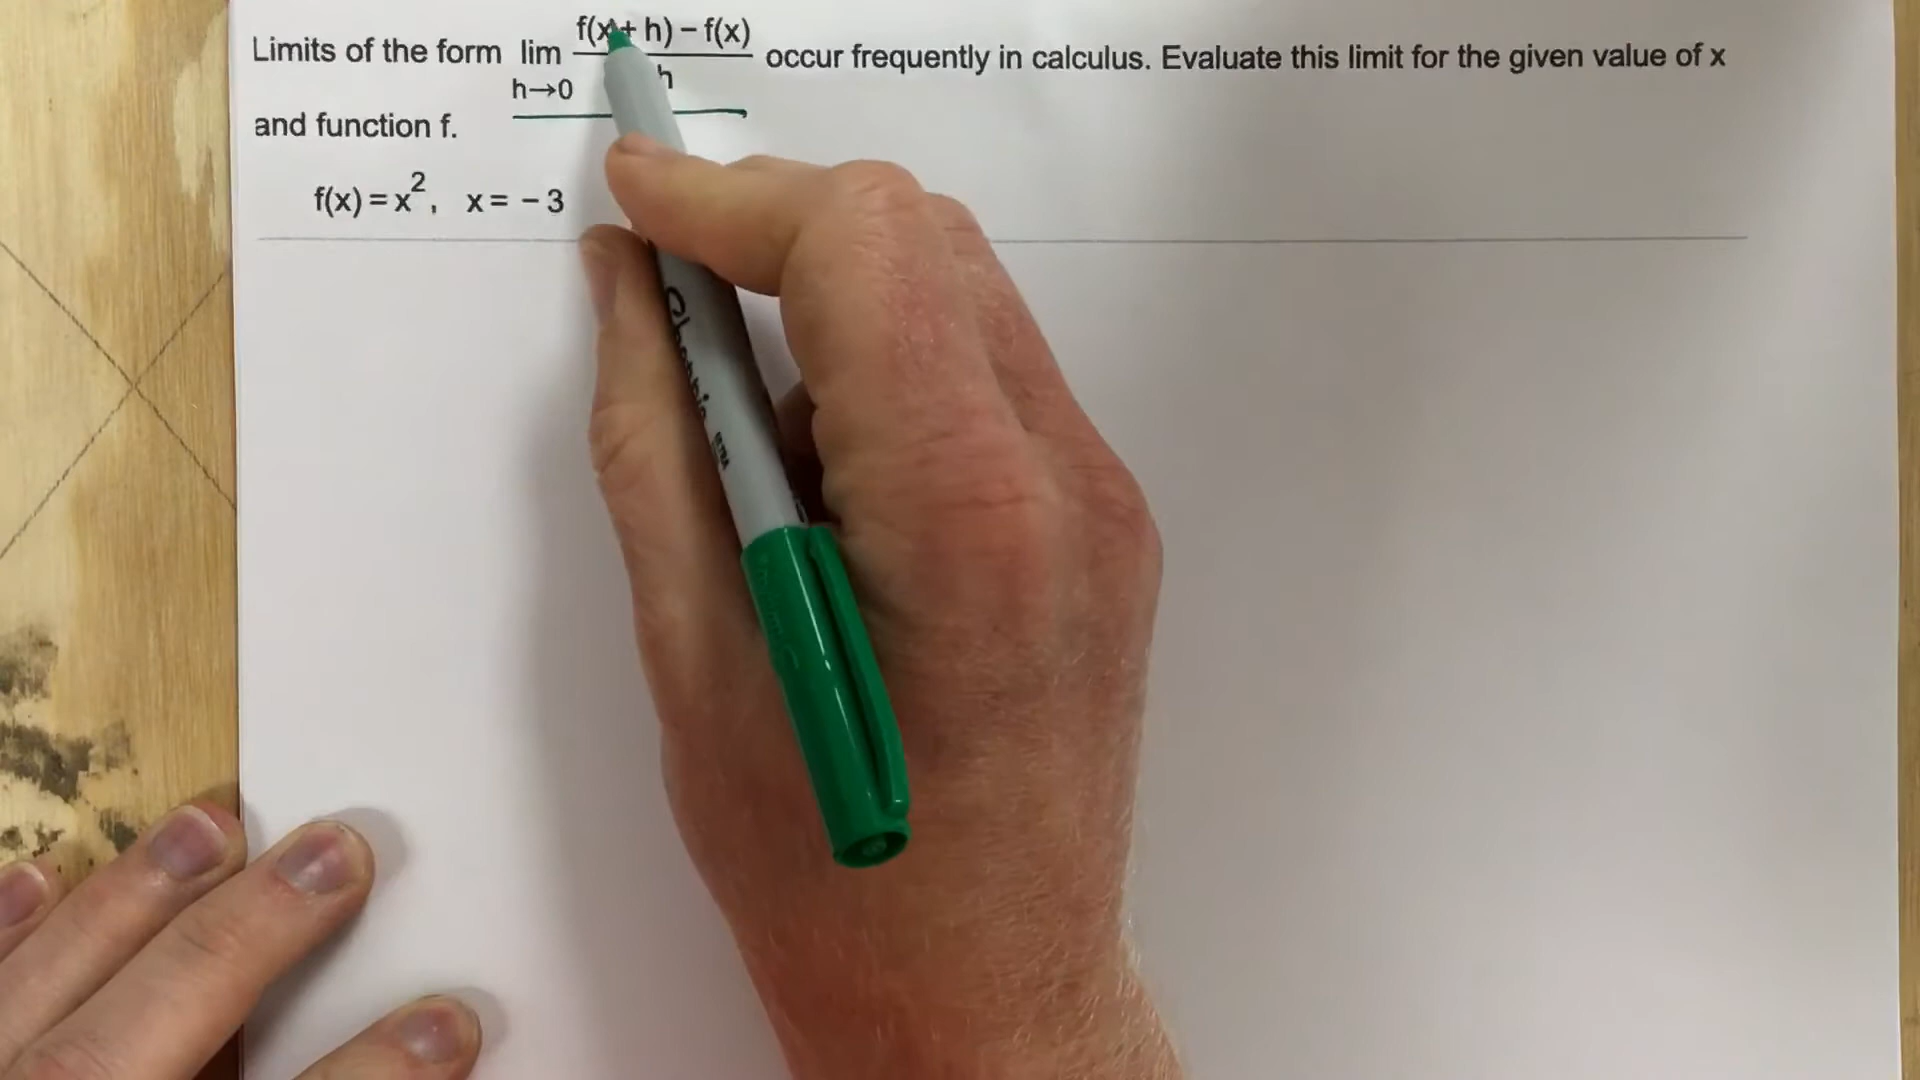 Limits of the form lim h→0 f(x + h) − f(x) / h occur frequently in calculus. Evaluate this limit for the given value of x
and function f.
f(x) = x², x = − 3
Sharpie